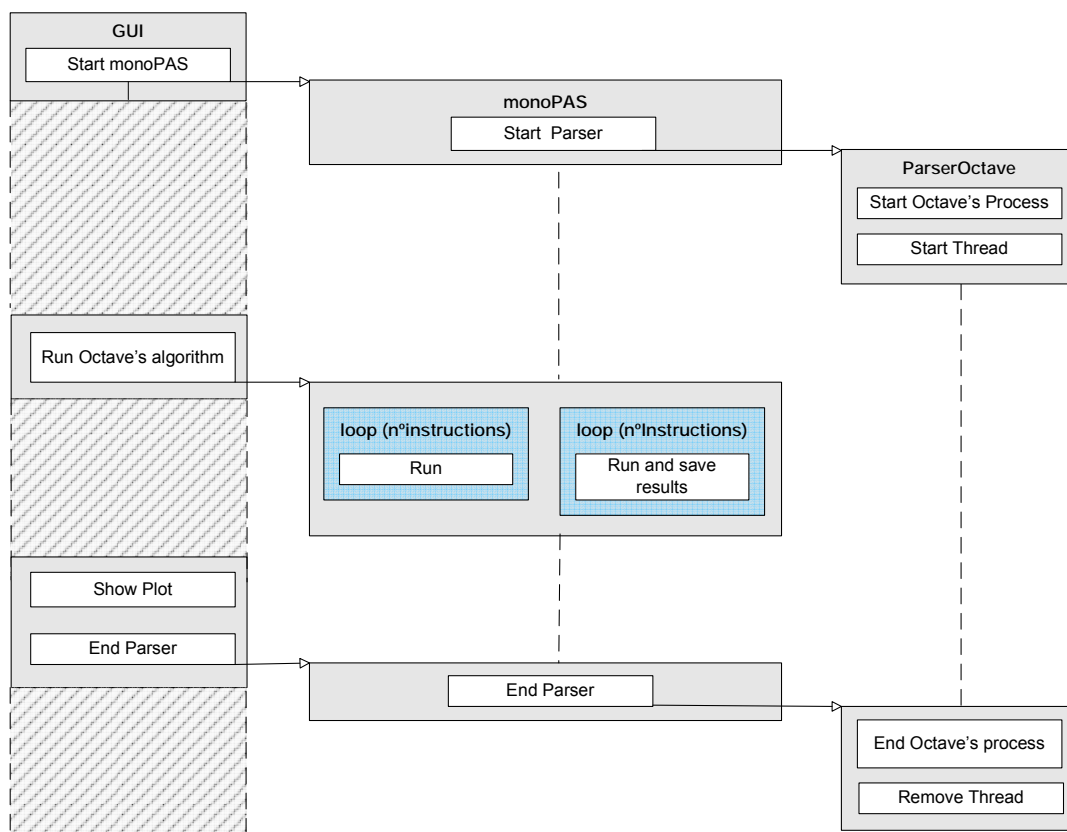 GUI
Start monoPAS
monoPAS
Start Parser
ParserOctave
Start Octave's Process
Start Thread
Run Octave's algorithm
loop (nºinstructions)
Run
loop (nºInstructions)
Run and save
results
Show Plot
End Parser
End Parser
End Octave's process
Remove Thread